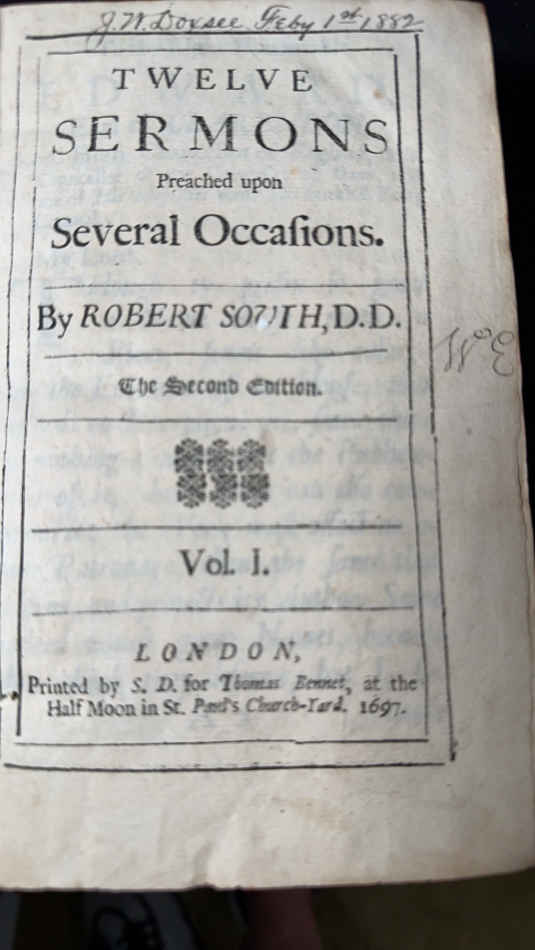 J. W. Doxsee Feby 1st 1882
TWELVE
SERMONS
Preached upon
Several Occaſions.
By ROBERT SOUTH, D.D.
The Second Edition.
Vol. I.
LONDON,
Printed by S. D. for Thomas Bennet, at the
Half Moon in St. Paul's Church-Yard. 1697.